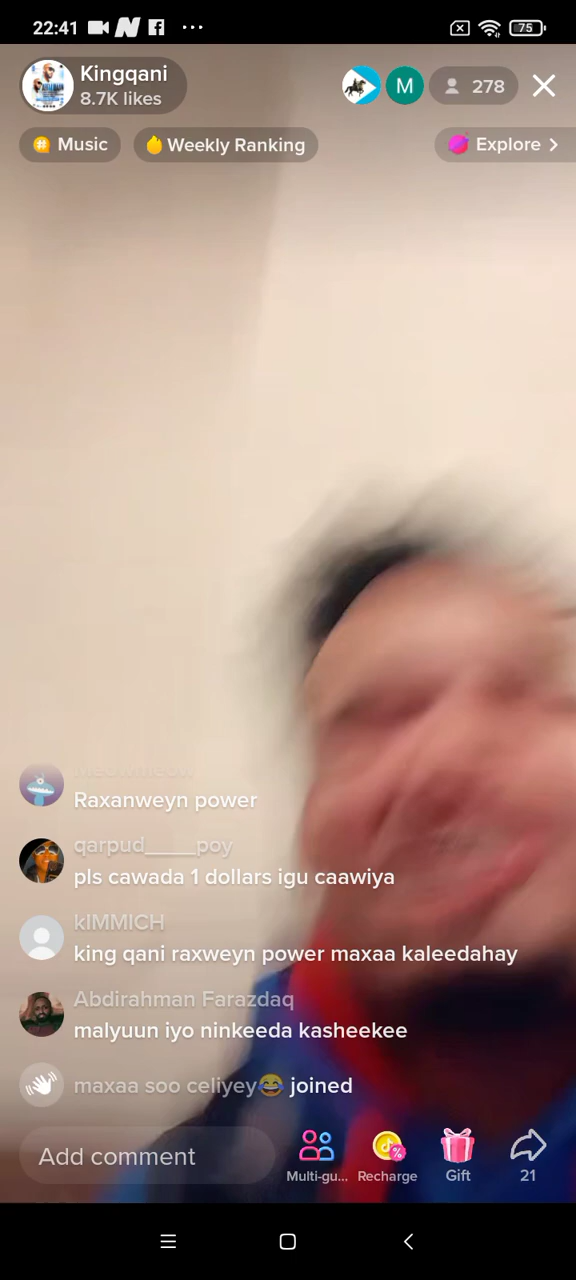 22:41
75
Kingqani
8.7K likes
M
278
Music
Weekly Ranking
Explore
Raxanweyn power
qarpud____poy
pls cawada 1 dollars igu caawiya
kIMMICH
king qani raxweyn power maxaa kaleedahay
Abdirahman Farazdaq
malyuun iyo ninkeeda kasheekee
maxaa soo celiyey😂 joined
Add comment
Multi-gu...
Recharge
Gift
21